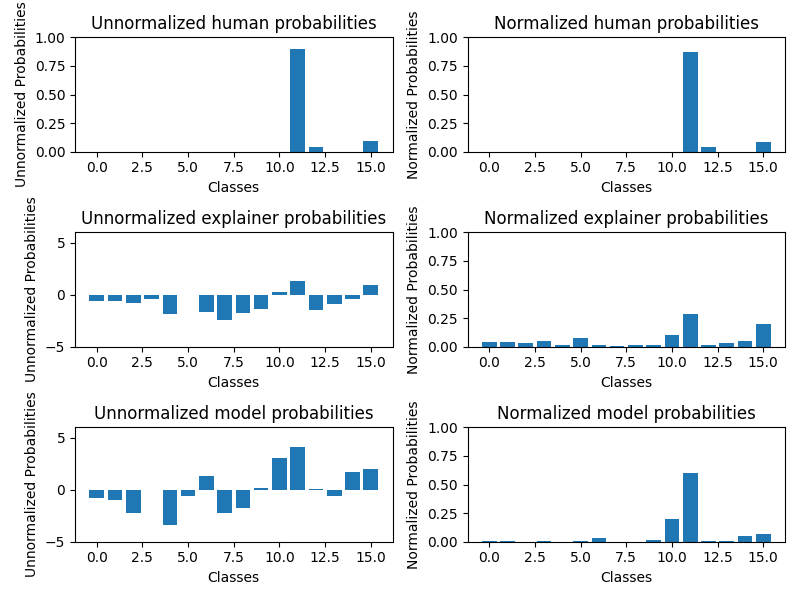 Unnormalized human probabilities
Unnormalized Probabilities
1.00
0.75
0.50
0.25
0.00
0.0 2.5 5.0 7.5 10.0 12.5 15.0
Classes
Normalized human probabilities
Normalized Probabilities
1.00
0.75
0.50
0.25
0.00
0.0 2.5 5.0 7.5 10.0 12.5 15.0
Classes
Unnormalized explainer probabilities
Unnormalized Probabilities
5
0
−5
0.0 2.5 5.0 7.5 10.0 12.5 15.0
Classes
Normalized explainer probabilities
Normalized Probabilities
1.00
0.75
0.50
0.25
0.00
0.0 2.5 5.0 7.5 10.0 12.5 15.0
Classes
Unnormalized model probabilities
Unnormalized Probabilities
5
0
−5
0.0 2.5 5.0 7.5 10.0 12.5 15.0
Classes
Normalized model probabilities
Normalized Probabilities
1.00
0.75
0.50
0.25
0.00
0.0 2.5 5.0 7.5 10.0 12.5 15.0
Classes